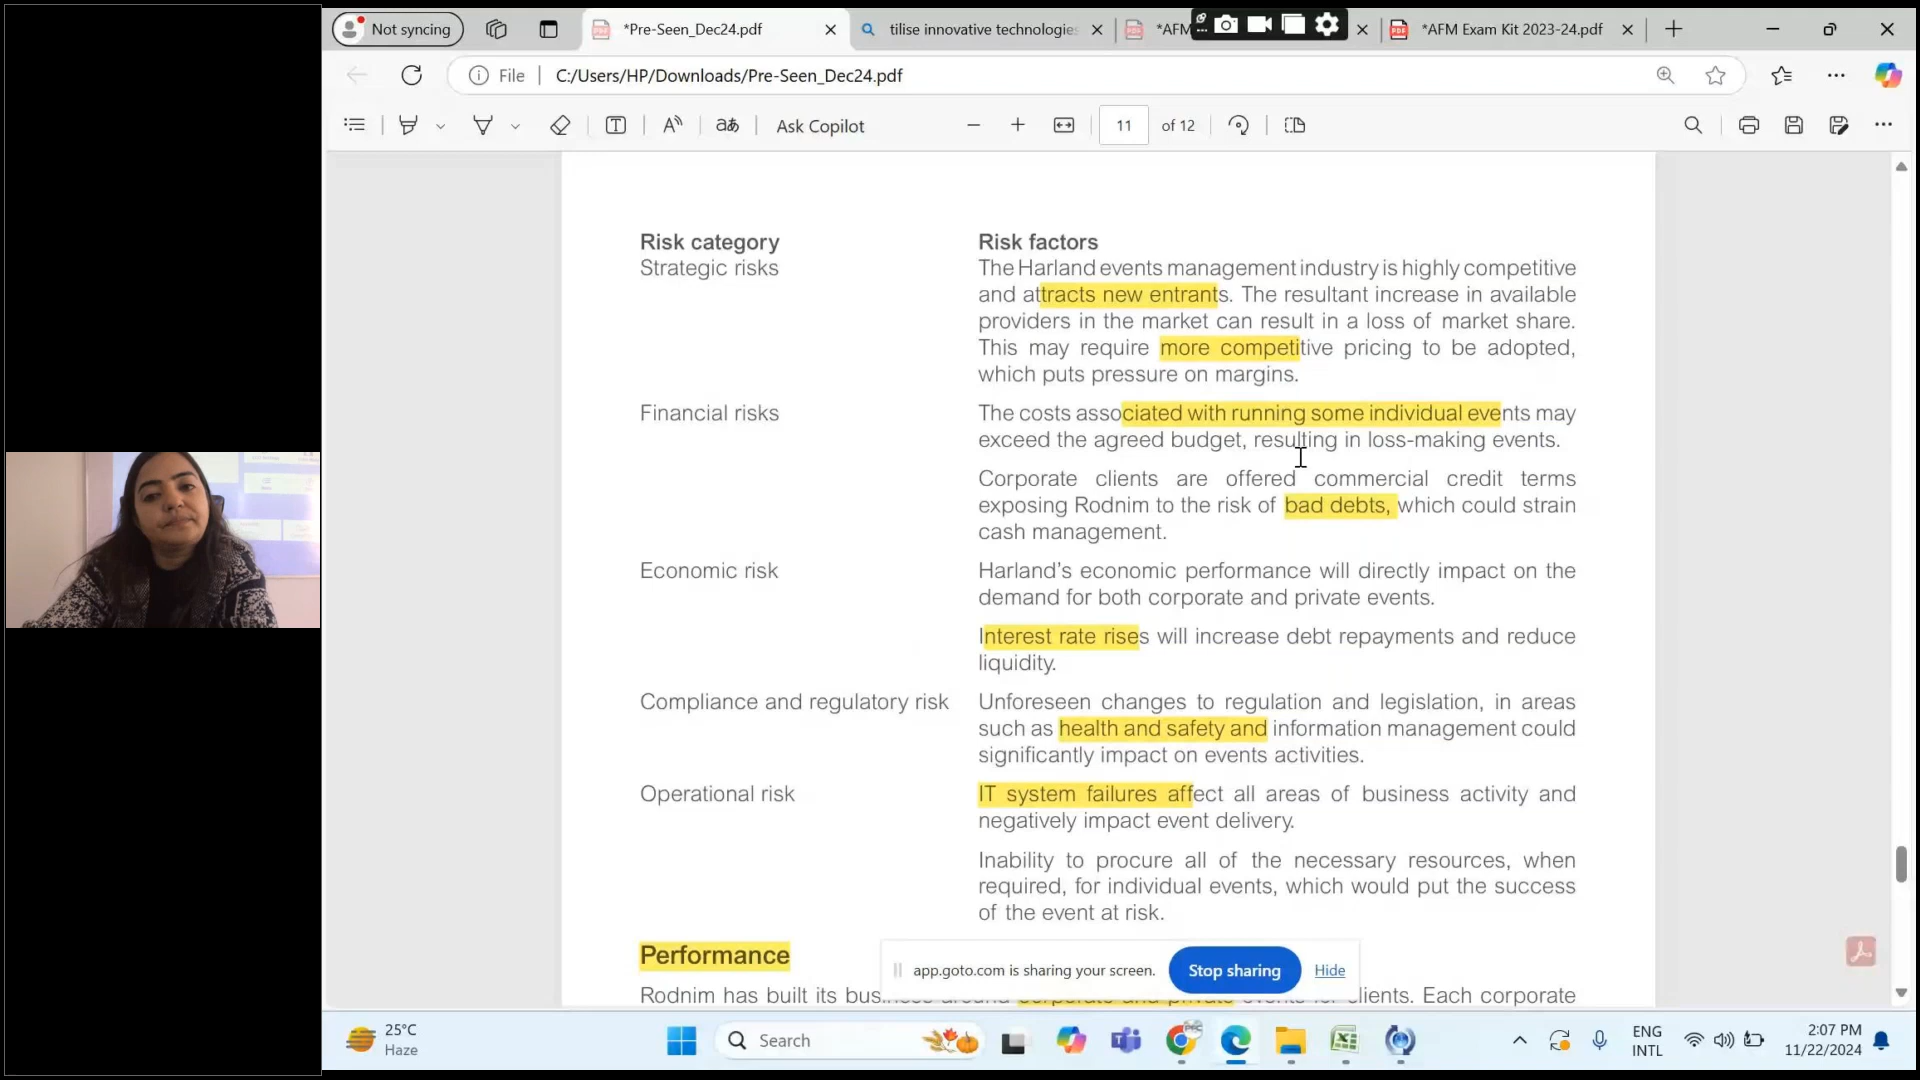 Not syncing
*Pre-Seen_Dec24.pdf
tilise innovative technologies
*AFM
*AFM Exam Kit 2023-24.pdf
File
C:/Users/HP/Downloads/Pre-Seen_Dec24.pdf
Ask Copilot
11
of 12
Risk category
Risk factors
Strategic risks
The Harland events management industry is highly competitive
and attracts new entrants. The resultant increase in available
providers in the market can result in a loss of market share.
This may require more competitive pricing to be adopted,
which puts pressure on margins.
Financial risks
The costs associated with running some individual events may
exceed the agreed budget, resulting in loss-making events.
Corporate clients are offered commercial credit terms
exposing Rodnim to the risk of bad debts, which could strain
cash management.
Economic risk
Harland's economic performance will directly impact on the
demand for both corporate and private events.
Interest rate rises will increase debt repayments and reduce
liquidity.
Compliance and regulatory risk
Unforeseen changes to regulation and legislation, in areas
such as health and safety and information management could
significantly impact on events activities.
Operational risk
IT system failures affect all areas of business activity and
negatively impact event delivery.
Inability to procure all of the necessary resources, when
required, for individual events, which would put the success
of the event at risk.
Performance
app.goto.com is sharing your screen.
Stop sharing
Hide
Rodnim has built its business around corporate and private events for clients. Each corporate
25°C
Haze
Search
ENG
INTL
2:07 PM
11/22/2024